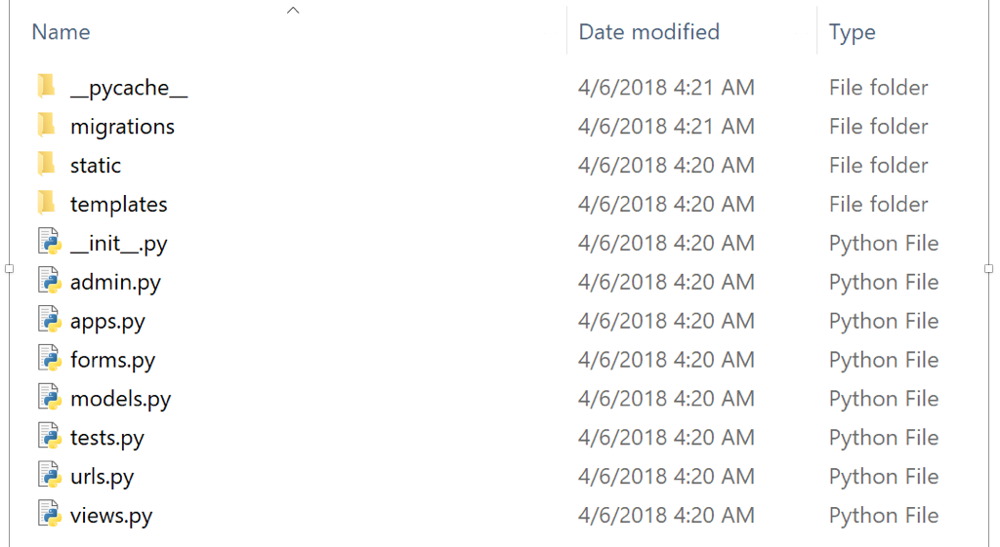 Name Date modified Type
__pycache__ 4/6/2018 4:21 AM File folder
migrations 4/6/2018 4:21 AM File folder
static 4/6/2018 4:20 AM File folder
templates 4/6/2018 4:20 AM File folder
__init__.py 4/6/2018 4:20 AM Python File
admin.py 4/6/2018 4:20 AM Python File
apps.py 4/6/2018 4:20 AM Python File
forms.py 4/6/2018 4:20 AM Python File
models.py 4/6/2018 4:20 AM Python File
tests.py 4/6/2018 4:20 AM Python File
urls.py 4/6/2018 4:20 AM Python File
views.py 4/6/2018 4:20 AM Python File